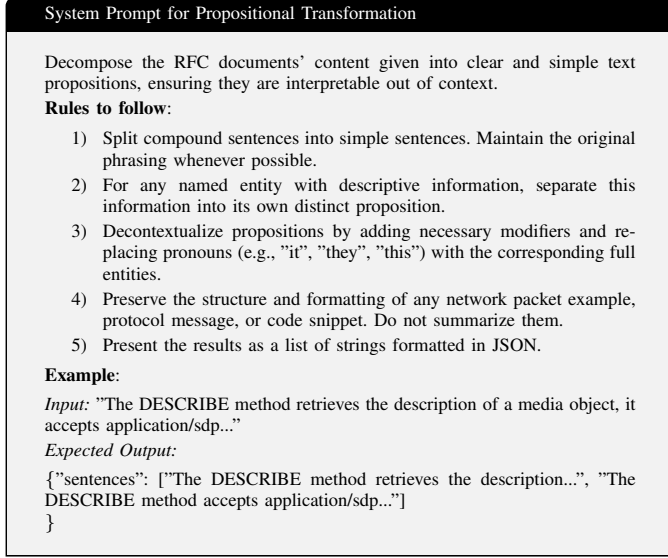 System Prompt for Propositional Transformation
Decompose the RFC documents’ content given into clear and simple text
propositions, ensuring they are interpretable out of context.
Rules to follow:
1) Split compound sentences into simple sentences. Maintain the original
phrasing whenever possible.
2) For any named entity with descriptive information, separate this
information into its own distinct proposition.
3) Decontextualize propositions by adding necessary modifiers and re-
placing pronouns (e.g., ”it”, ”they”, ”this”) with the corresponding full
entities.
4) Preserve the structure and formatting of any network packet example,
protocol message, or code snippet. Do not summarize them.
5) Present the results as a list of strings formatted in JSON.
Example:
Input: ”The DESCRIBE method retrieves the description of a media object, it
accepts application/sdp...”
Expected Output:
{”sentences”: [”The DESCRIBE method retrieves the description...”, ”The
DESCRIBE method accepts application/sdp...”]
}